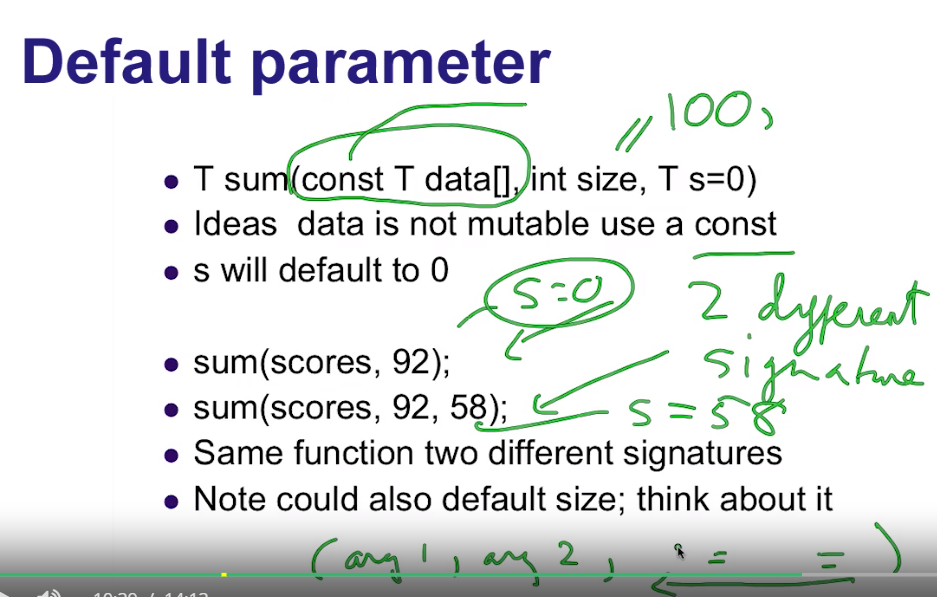 Default parameter
// 100,
T sum(const T data[], int size, T s=0)
Ideas  data is not mutable use a const
s will default to 0
s=0
2 different
signature
sum(scores, 92);
sum(scores, 92, 58);
s = 58
Same function two different signatures
Note could also default size; think about it
(arg 1, arg 2, = = )